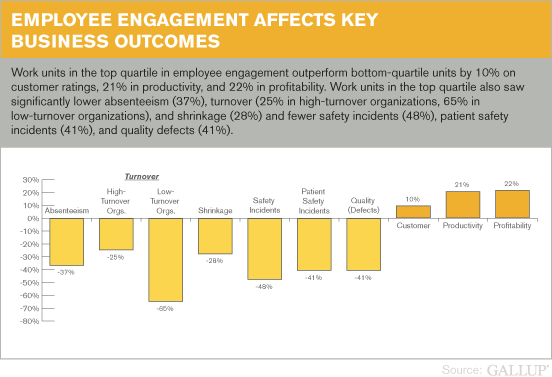 EMPLOYEE ENGAGEMENT AFFECTS KEY
BUSINESS OUTCOMES
Work units in the top quartile in employee engagement outperform bottom-quartile units by 10% on
customer ratings, 21% in productivity, and 22% in profitability. Work units in the top quartile also saw
significantly lower absenteeism (37%), turnover (25% in high-turnover organizations, 65% in
low-turnover organizations), and shrinkage (28%) and fewer safety incidents (48%), patient safety
incidents (41%), and quality defects (41%).
30%
20%
10%
0%
-10%
-20%
-30%
-40%
-50%
-60%
-70%
-80%
Turnover
Absenteeism
High-
Turnover
Orgs.
Low-
Turnover
Orgs.
Shrinkage
Safety
Incidents
Patient
Safety
Incidents
Quality
(Defects)
10%
21%
22%
Customer
Productivity
Profitability
-37%
-25%
-65%
-28%
-48%
-41%
-41%
Source: GALLUP®